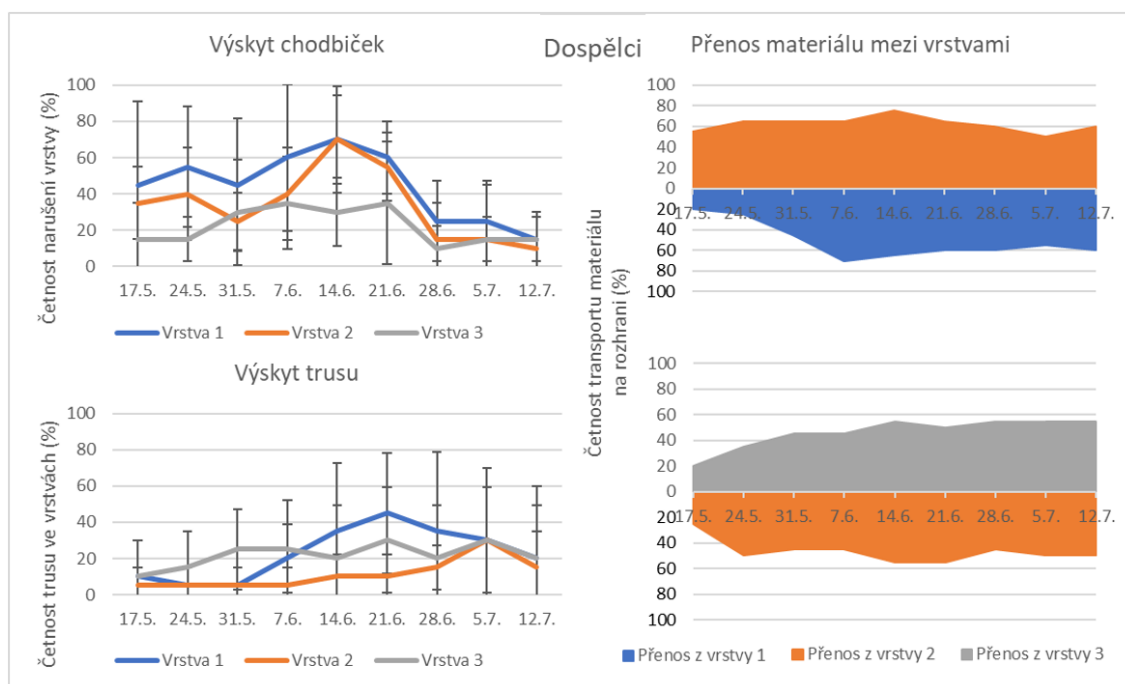 Dospělci
Výskyt chodbiček
Četnost narušení vrstvy (%)
100
80
60
40
20
0
17.5. 24.5. 31.5. 7.6. 14.6. 21.6. 28.6. 5.7. 12.7.
Vrstva 1 Vrstva 2 Vrstva 3
Výskyt trusu
Četnost trusu ve vrstvách (%)
100
80
60
40
20
0
17.5. 24.5. 31.5. 7.6. 14.6. 21.6. 28.6. 5.7. 12.7.
Vrstva 1 Vrstva 2 Vrstva 3
Přenos materiálu mezi vrstvami
Četnost transportu materiálu
na rozhrani (%)
100
80
60
40
20
0
17.5. 24.5. 31.5. 7.6. 14.6. 21.6. 28.6. 5.7. 12.7.
20
40
60
80
100
100
80
60
40
20
0
17.5. 24.5. 31.5. 7.6. 14.6. 21.6. 28.6. 5.7. 12.7.
20
40
60
80
100
Přenos z vrstvy 1 Přenos z vrstvy 2 Přenos z vrstvy 3